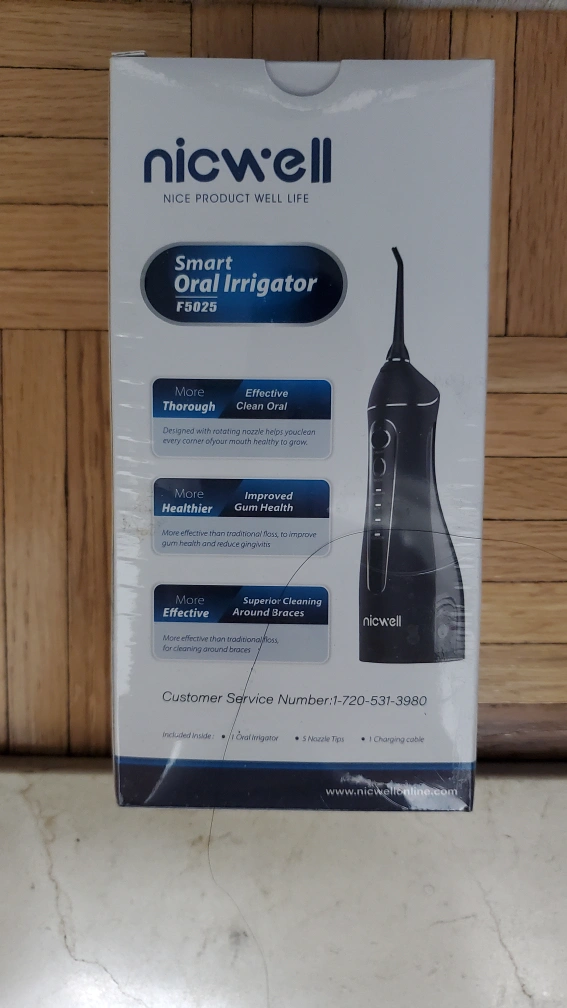 nicwell
NICE PRODUCT WELL LIFE
Smart
Oral Irrigator
F5025
More Effective
Thorough Clean Oral
Designed with rotating nozzle helps youclean
every corner ofyour mouth healthy to grow.
More Improved
Healthier Gum Health
More effective than traditional floss, to improve
gum health and reduce gingivitis
More Superior Cleaning
Effective Around Braces
More effective than traditional floss,
for cleaning around braces
nicwell
Customer Service Number:1-720-531-3980
Included Inside: • 1 Oral Irrigator • 5 Nozzle Tips • 1 Charging cable
www.nicwellonline.com